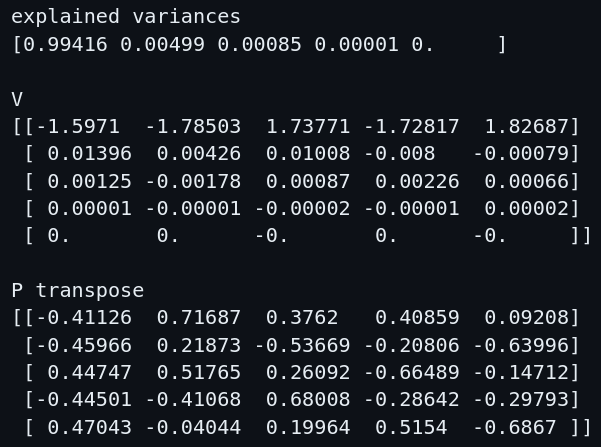 explained variances
[0.99416 0.00499 0.00085 0.00001 0.     ]

V
[[-1.5971  -1.78503  1.73771 -1.72817  1.82687]
 [ 0.01396  0.00426  0.01008 -0.008   -0.00079]
 [ 0.00125 -0.00178  0.00087  0.00226  0.00066]
 [ 0.00001 -0.00001 -0.00002 -0.00001  0.00002]
 [ 0.       0.      -0.       0.      -0.     ]]

P transpose
[[-0.41126  0.71687  0.3762   0.40859  0.09208]
 [-0.45966  0.21873 -0.53669 -0.20806 -0.63996]
 [ 0.44747  0.51765  0.26092 -0.66489 -0.14712]
 [-0.44501 -0.41068  0.68008 -0.28642 -0.29793]
 [ 0.47043 -0.04044  0.19964  0.5154  -0.6867 ]]